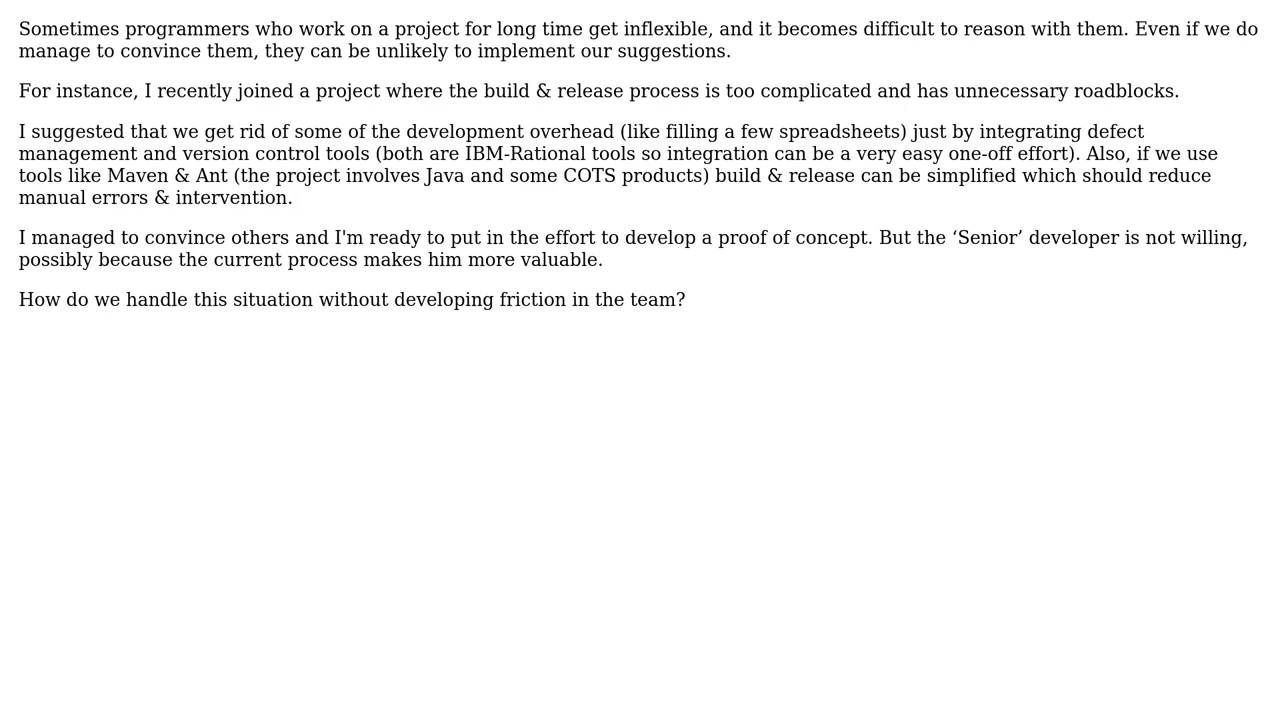 Sometimes programmers who work on a project for long time get inflexible, and it becomes difficult to reason with them. Even if we do
manage to convince them, they can be unlikely to implement our suggestions.
For instance, I recently joined a project where the build & release process is too complicated and has unnecessary roadblocks.
I suggested that we get rid of some of the development overhead (like filling a few spreadsheets) just by integrating defect
management and version control tools (both are IBM-Rational tools so integration can be a very easy one-off effort). Also, if we use
tools like Maven & Ant (the project involves Java and some COTS products) build & release can be simplified which should reduce
manual errors & intervention.
I managed to convince others and I'm ready to put in the effort to develop a proof of concept. But the ‘Senior’ developer is not willing,
possibly because the current process makes him more valuable.
How do we handle this situation without developing friction in the team?